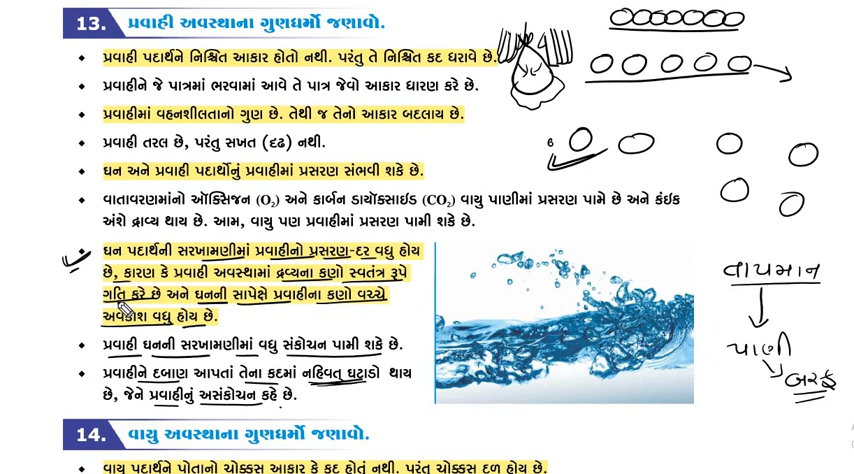 13. પ્રવાહી અવસ્થાના ગુણધર્મો જણાવો.
◆ પ્રવાહી પદાર્થને નિશ્ચિત આકાર હોતો નથી. પરંતુ તે નિશ્ચિત કદ ધરાવે છે.
◆ પ્રવાહીને જે પાત્રમાં ભરવામાં આવે તે પાત્ર જેવો આકાર ધારણ કરે છે.
◆ પ્રવાહીમાં વહનશીલતાનો ગુણ છે. તેથી જ તેનો આકાર બદલાય છે.
◆ પ્રવાહી તરલ છે, પરંતુ સખત (દૃઢ) નથી.
◆ ઘન અને પ્રવાહી પદાર્થોનું પ્રવાહીમાં પ્રસરણ સંભવી શકે છે.
◆ વાતાવરણમાંનો ઑક્સિજન (O₂) અને કાર્બન ડાયૉક્સાઇડ (CO₂) વાયુ પાણીમાં પ્રસરણ પામે છે અને કંઈક
અંશે દ્રાવ્ય થાય છે. આમ, વાયુ પણ પ્રવાહીમાં પ્રસરણ પામી શકે છે.
◆ ઘન પદાર્થની સરખામણીમાં પ્રવાહીનો પ્રસરણ-દર વધુ હોય
છે, કારણ કે પ્રવાહી અવસ્થામાં દ્રવ્યના કણો સ્વતંત્ર રૂપે
ગતિ કરે છે અને ઘનની સાપેક્ષે પ્રવાહીના કણો વચ્ચે
અવકાશ વધુ હોય છે.
◆ પ્રવાહી ઘનની સરખામણીમાં વધુ સંકોચન પામી શકે છે.
◆ પ્રવાહીને દબાણ આપતાં તેના કદમાં નહિવત્ ઘટાડો થાય
છે, જેને પ્રવાહીનું અસંકોચન કહે છે.
તાપમાન
પાણી
બરફ
14. વાયુ અવસ્થાના ગુણધર્મો જણાવો.
◆ વાયુ પદાર્થને પોતાનો ચોક્કસ આકાર કે કદ હોતું નથી. પરંતુ ચોક્કસ દળ હોય છે.